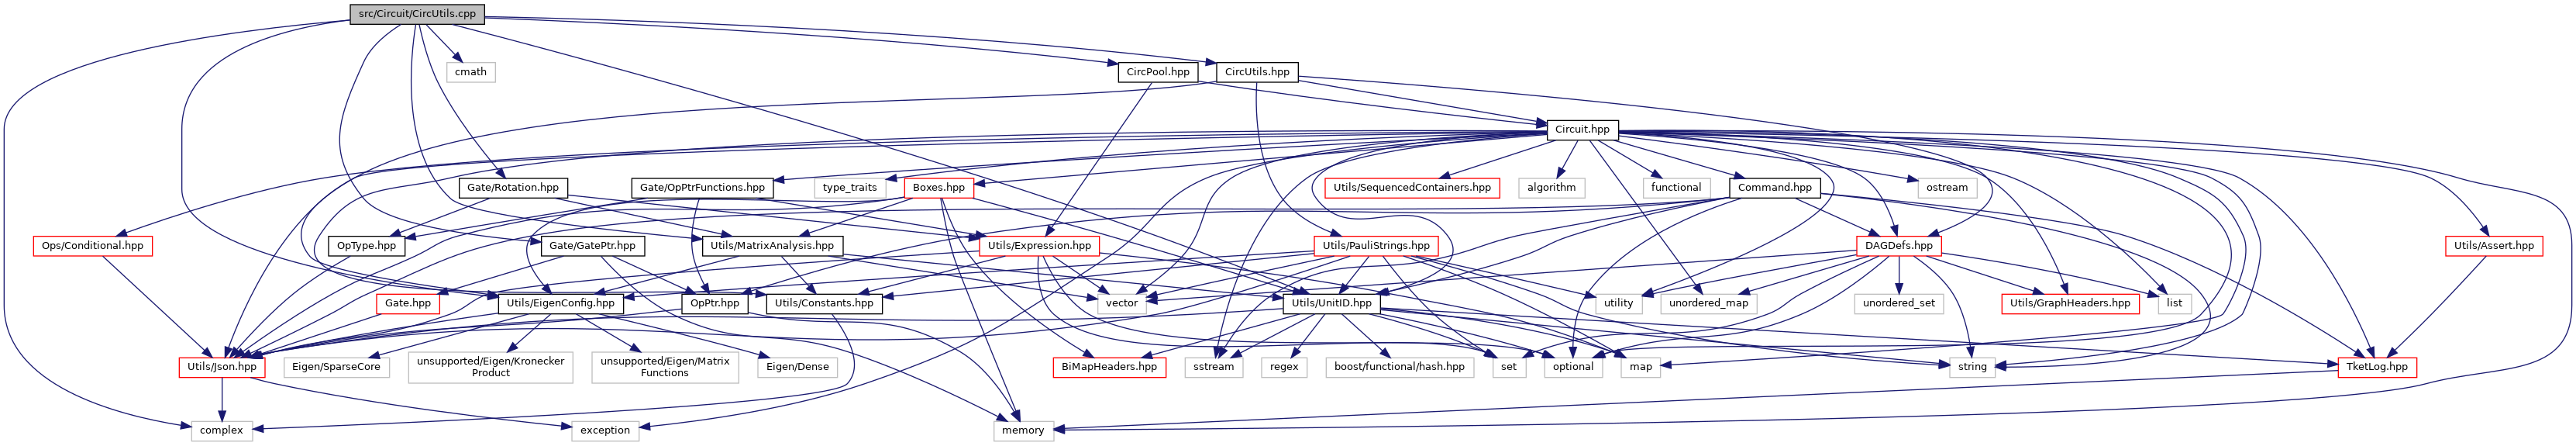 src/Circuit/CircUtils.cpp
cmath
CircPool.hpp
CircUtils.hpp
Circuit.hpp
Gate/Rotation.hpp
Gate/OpPtrFunctions.hpp
type_traits
Boxes.hpp
Utils/SequencedContainers.hpp
algorithm
functional
Command.hpp
ostream
Ops/Conditional.hpp
OpType.hpp
Gate/GatePtr.hpp
Utils/MatrixAnalysis.hpp
Utils/Expression.hpp
Utils/PauliStrings.hpp
DAGDefs.hpp
Utils/Assert.hpp
Gate.hpp
Utils/EigenConfig.hpp
OpPtr.hpp
Utils/Constants.hpp
vector
Utils/UnitID.hpp
utility
unordered_map
unordered_set
Utils/GraphHeaders.hpp
list
Utils/Json.hpp
Eigen/SparseCore
unsupported/Eigen/Kronecker
Product
unsupported/Eigen/Matrix
Functions
Eigen/Dense
BiMapHeaders.hpp
sstream
regex
boost/functional/hash.hpp
set
optional
map
string
TketLog.hpp
complex
exception
memory